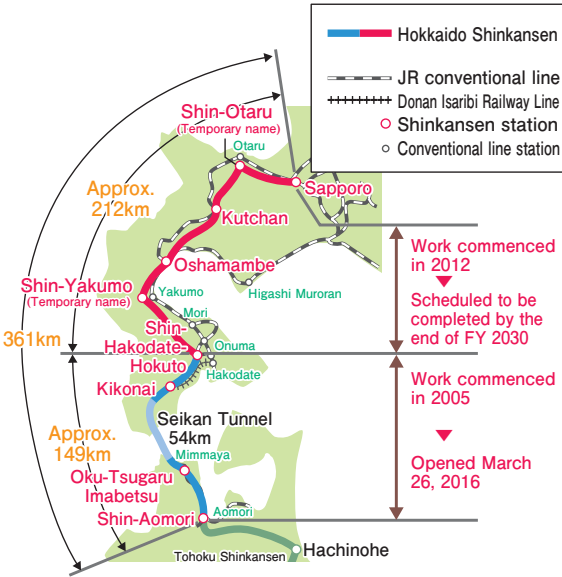 Hokkaido Shinkansen
JR conventional line
Donan Isaribi Railway Line
Shinkansen station
Conventional line station
Shin-Otaru
(Temporary name)
Otaru
Sapporo
Approx.
212km
Kutchan
Oshamambe
Shin-Yakumo
(Temporary name)
Yakumo
Higashi Muroran
Mori
Shin-
Hakodate-
Hokuto
Onuma
Hakodate
361km
Kikonai
Approx.
149km
Seikan Tunnel
54km
Mimmaya
Oku-Tsugaru
Imabetsu
Shin-Aomori
Aomori
Tohoku Shinkansen
Hachinohe
Work commenced
in 2012
Scheduled to be
completed by the
end of FY 2030
Work commenced
in 2005
Opened March
26, 2016